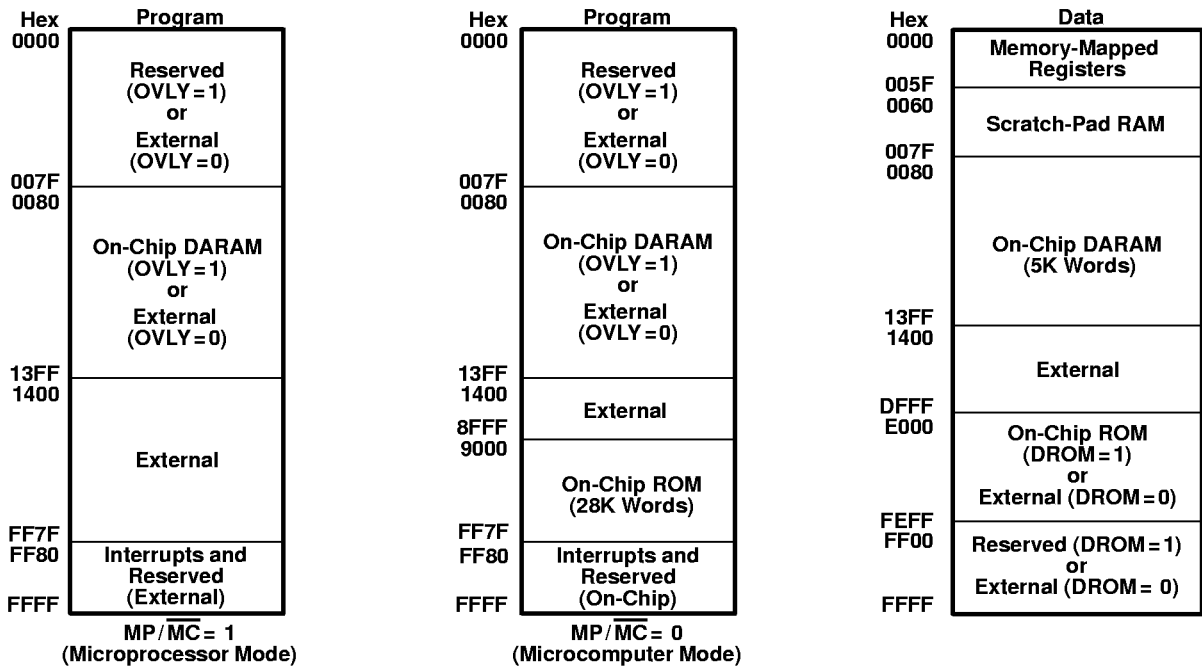 Hex Program
0000
Reserved
(OVLY = 1)
or
External
(OVLY = 0)
007F
0080
On-Chip DARAM
(OVLY = 1)
or
External
(OVLY = 0)
13FF
1400
External
FF7F
FF80
Interrupts and
Reserved
(External)
FFFF
MP/M̅C̅ = 1
(Microprocessor Mode)
Hex Program
0000
Reserved
(OVLY = 1)
or
External
(OVLY = 0)
007F
0080
On-Chip DARAM
(OVLY = 1)
or
External
(OVLY = 0)
13FF
1400
External
8FFF
9000
On-Chip ROM
(28K Words)
FF7F
FF80
Interrupts and
Reserved
(On-Chip)
FFFF
MP/M̅C̅ = 0
(Microcomputer Mode)
Hex Data
0000
Memory-Mapped
Registers
005F
0060
Scratch-Pad RAM
007F
0080
On-Chip DARAM
(5K Words)
13FF
1400
External
DFFF
E000
On-Chip ROM
(DROM = 1)
or
External (DROM = 0)
FEFF
FF00
Reserved (DROM = 1)
or
External (DROM = 0)
FFFF